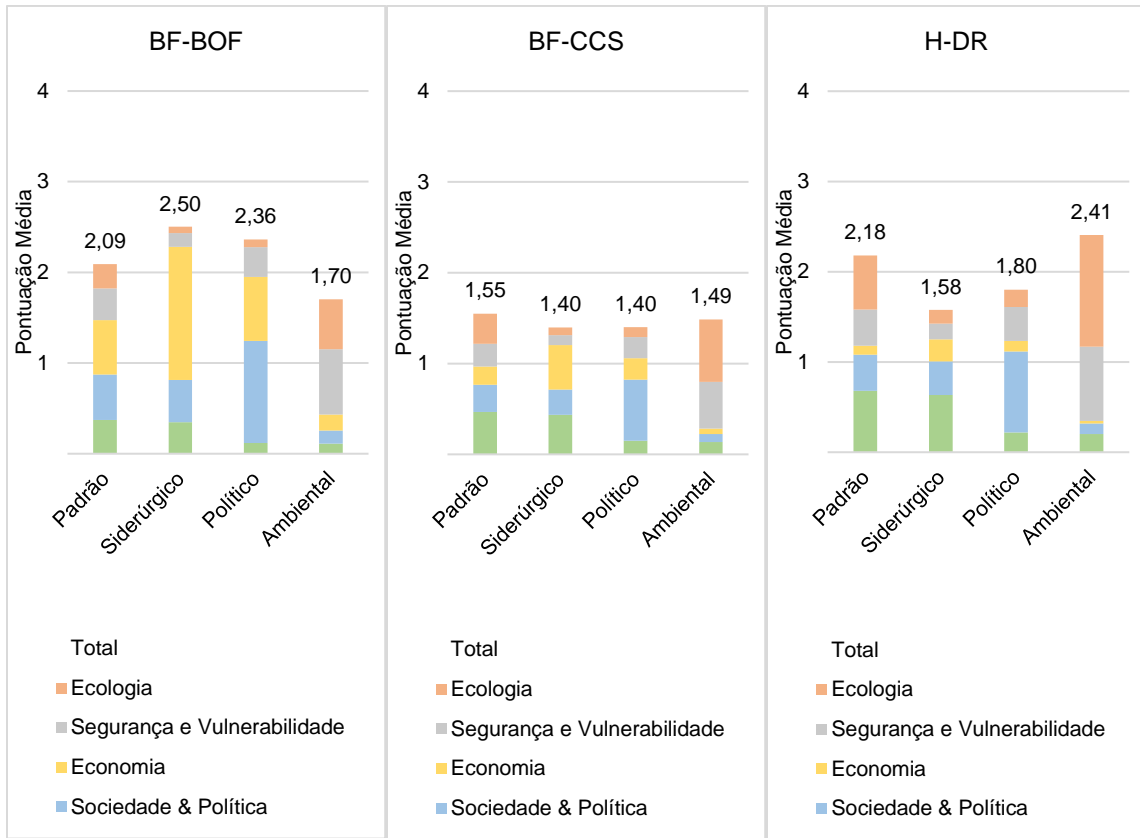 BF-BOF
Pontuação Média
4
3
2
1
2,09
2,50
2,36
1,70
Padrão
Siderúrgico
Político
Ambiental
Total
Ecologia
Segurança e Vulnerabilidade
Economia
Sociedade & Política
BF-CCS
Pontuação Média
4
3
2
1
1,55
1,40
1,40
1,49
Padrão
Siderúrgico
Político
Ambiental
Total
Ecologia
Segurança e Vulnerabilidade
Economia
Sociedade & Política
H-DR
Pontuação Média
4
3
2
1
2,18
1,58
1,80
2,41
Padrão
Siderúrgico
Político
Ambiental
Total
Ecologia
Segurança e Vulnerabilidade
Economia
Sociedade & Política